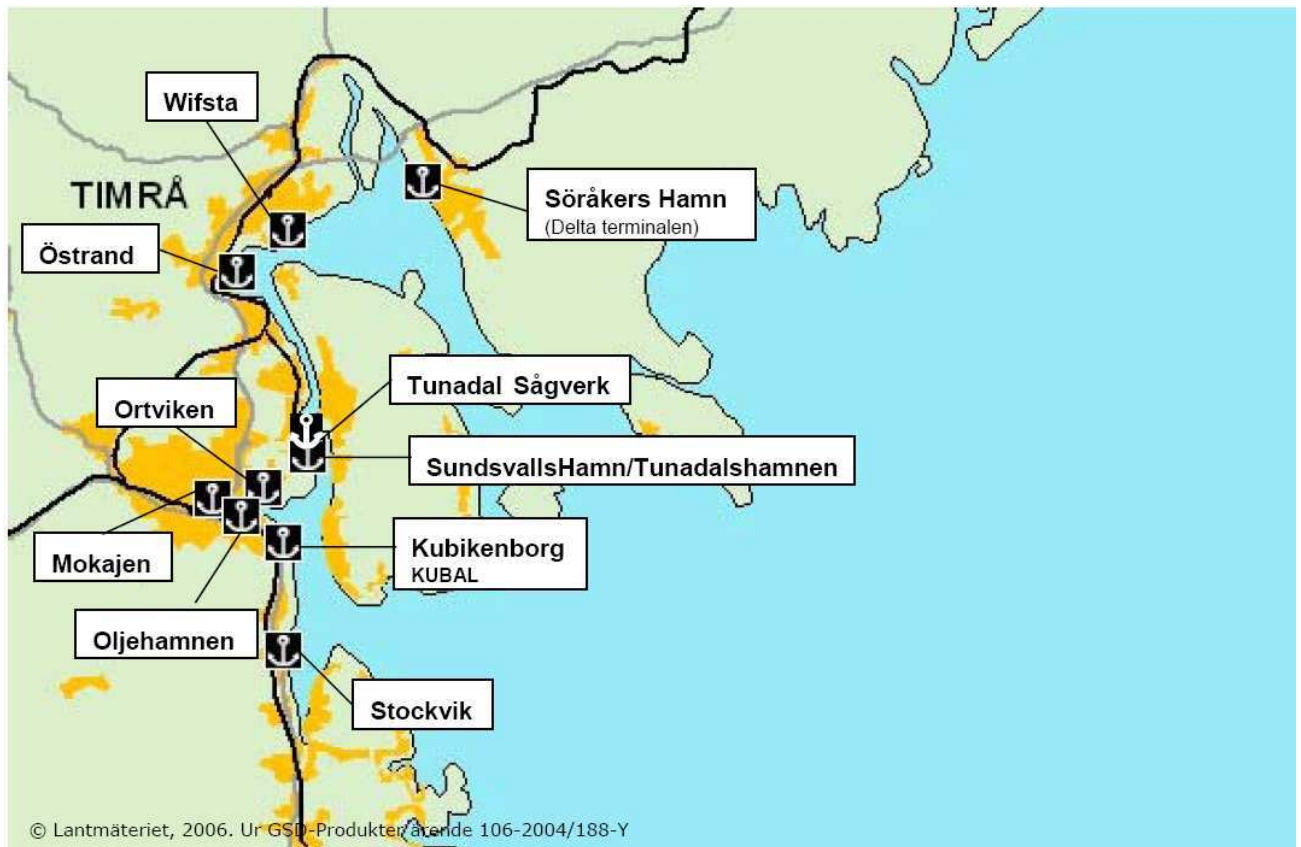 Wifsta
TIMRÅ
Söråkers Hamn
(Delta terminalen)
Östrand
Tunadal Sågverk
Ortviken
SundsvallsHamn/Tunadalshamnen
Mokajen
Kubikenborg
KUBAL
Oljehamnen
Stockvik
© Lantmäteriet, 2006. Ur GSD-Produkter ärende 106-2004/188-Y